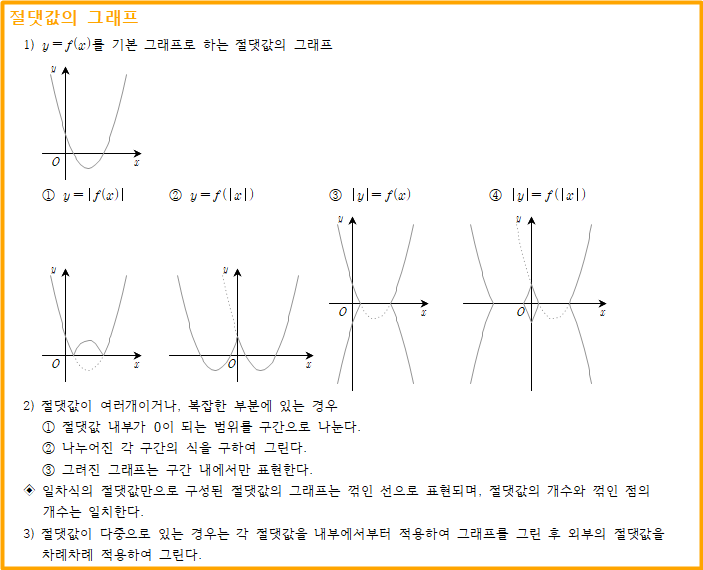 절댓값의 그래프
1) y=f(x)를 기본 그래프로 하는 절댓값의 그래프
y
O x
① y=|f(x)| ② y=f(|x|) ③ |y|=f(x) ④ |y|=f(|x|)
y y
y y
O x O x
O x O x
2) 절댓값이 여러개이거나, 복잡한 부분에 있는 경우
① 절댓값 내부가 0이 되는 범위를 구간으로 나눈다.
② 나누어진 각 구간의 식을 구하여 그린다.
③ 그려진 그래프는 구간 내에서만 표현한다.
◈ 일차식의 절댓값만으로 구성된 절댓값의 그래프는 꺾인 선으로 표현되며, 절댓값의 개수와 꺾인 점의
개수는 일치한다.
3) 절댓값이 다중으로 있는 경우는 각 절댓값을 내부에서부터 적용하여 그래프를 그린 후 외부의 절댓값을
차례차례 적용하여 그린다.